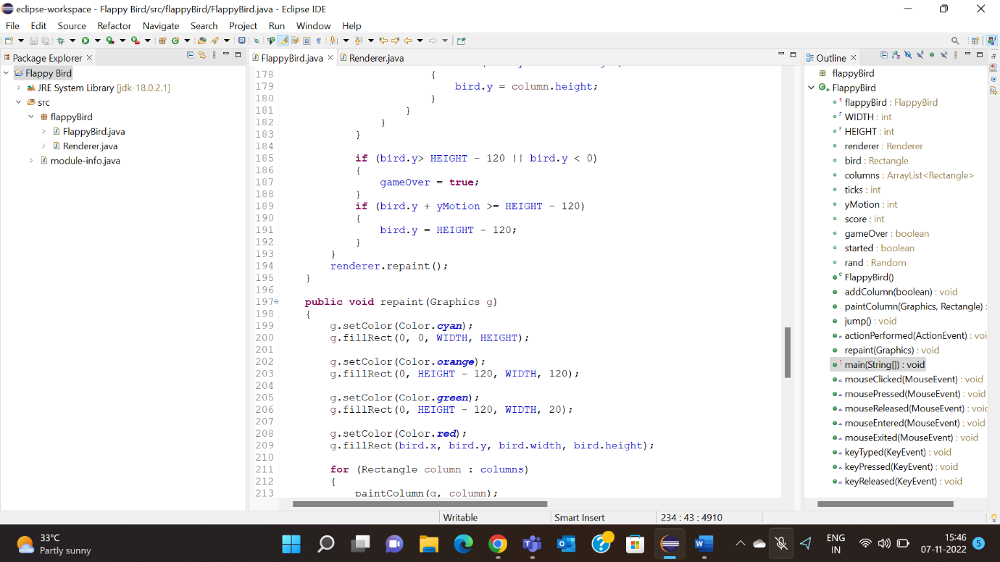 eclipse-workspace - Flappy Bird/src/flappyBird/FlappyBird.java - Eclipse IDE
File Edit Source Refactor Navigate Search Project Run Window Help
Package Explorer
Flappy Bird
JRE System Library [jdk-18.0.2.1]
src
flappyBird
FlappyBird.java
Renderer.java
module-info.java
FlappyBird.java Renderer.java
178 {
179 bird.y = column.height;
180 }
181 }
182 }
183 }
184
185 if (bird.y> HEIGHT - 120 || bird.y < 0)
186 {
187 gameOver = true;
188 }
189 if (bird.y + yMotion >= HEIGHT - 120)
190 {
191 bird.y = HEIGHT - 120;
192 }
193 }
194 renderer.repaint();
195 }
196
197 public void repaint(Graphics g)
198 {
199 g.setColor(Color.cyan);
200 g.fillRect(0, 0, WIDTH, HEIGHT);
201
202 g.setColor(Color.orange);
203 g.fillRect(0, HEIGHT - 120, WIDTH, 120);
204
205 g.setColor(Color.green);
206 g.fillRect(0, HEIGHT - 120, WIDTH, 20);
207
208 g.setColor(Color.red);
209 g.fillRect(bird.x, bird.y, bird.width, bird.height);
210
211 for (Rectangle column : columns)
212 {
213 paintColumn(g, column);
Outline
flappyBird
FlappyBird
flappyBird : FlappyBird
WIDTH : int
HEIGHT : int
renderer : Renderer
bird : Rectangle
columns : ArrayList<Rectangle>
ticks : int
yMotion : int
score : int
gameOver : boolean
started : boolean
rand : Random
FlappyBird()
addColumn(boolean) : void
paintColumn(Graphics, Rectangle) :
jump() : void
actionPerformed(ActionEvent) : voi
repaint(Graphics) : void
main(String[]) : void
mouseClicked(MouseEvent) : void
mousePressed(MouseEvent) : void
mouseReleased(MouseEvent) : voic
mouseEntered(MouseEvent) : void
mouseExited(MouseEvent) : void
keyTyped(KeyEvent) : void
keyPressed(KeyEvent) : void
keyReleased(KeyEvent) : void
Writable Smart Insert 234 : 43 : 4910
33°C
Partly sunny
ENG
IN
15:46
07-11-2022
5